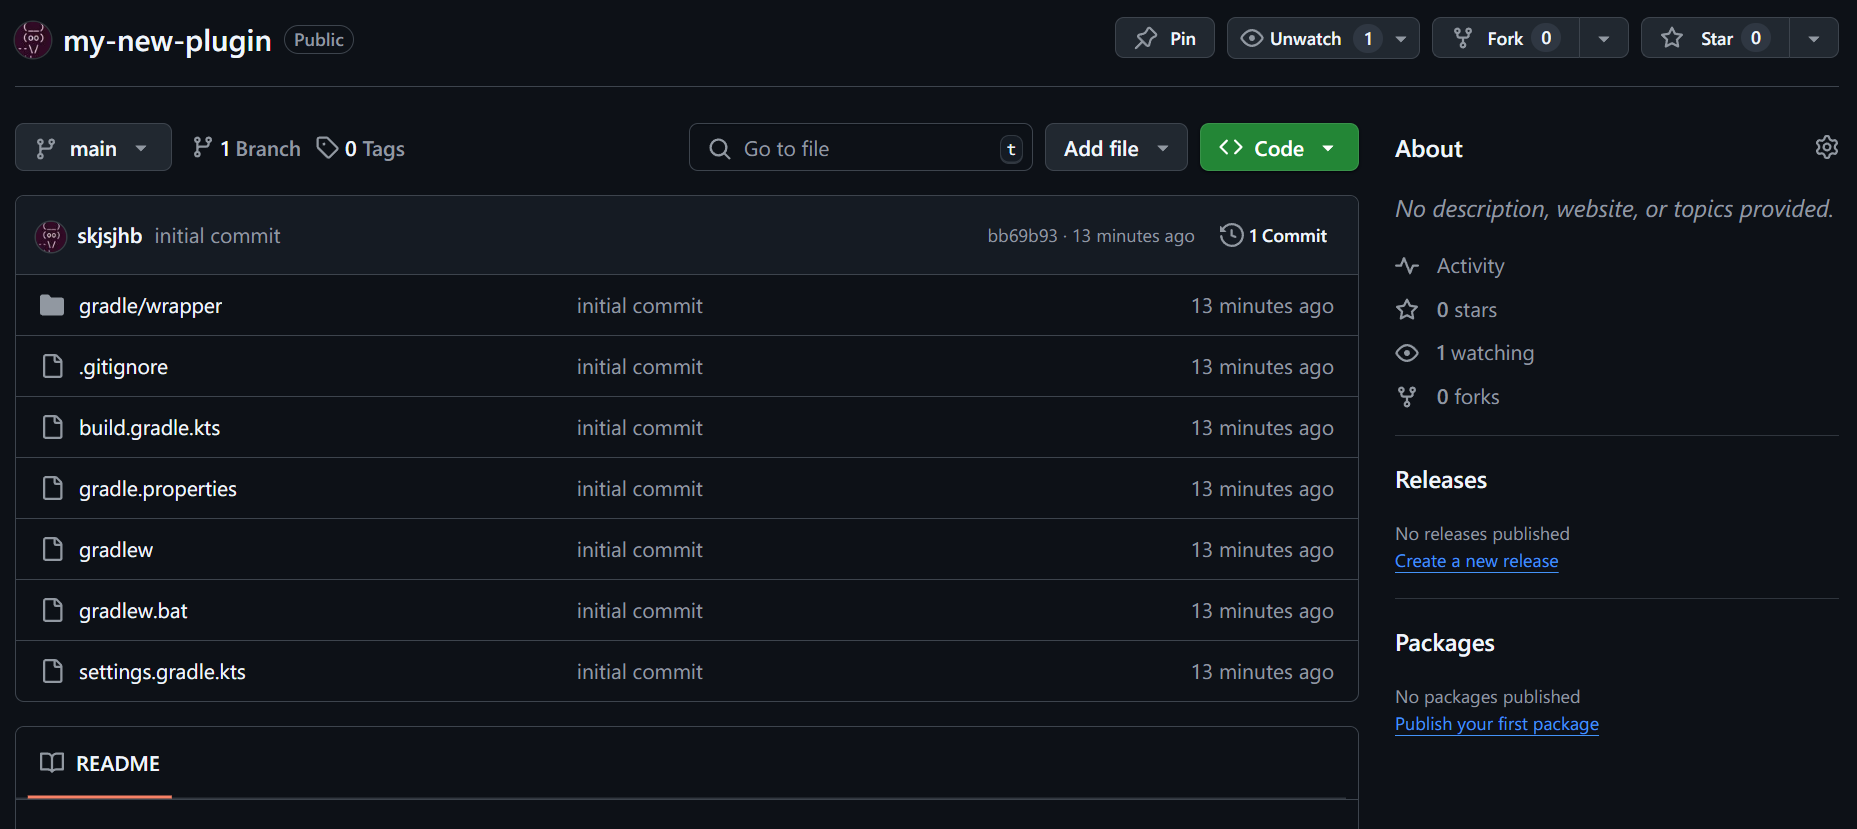 my-new-plugin Public Pin Unwatch 1 Fork 0 Star 0
main 1 Branch 0 Tags Go to file t Add file Code
skjsjhb initial commit bb69b93 · 13 minutes ago 1 Commit
gradle/wrapper initial commit 13 minutes ago
.gitignore initial commit 13 minutes ago
build.gradle.kts initial commit 13 minutes ago
gradle.properties initial commit 13 minutes ago
gradlew initial commit 13 minutes ago
gradlew.bat initial commit 13 minutes ago
settings.gradle.kts initial commit 13 minutes ago
README
About
No description, website, or topics provided.
Activity
0 stars
1 watching
0 forks
Releases
No releases published
Create a new release
Packages
No packages published
Publish your first package